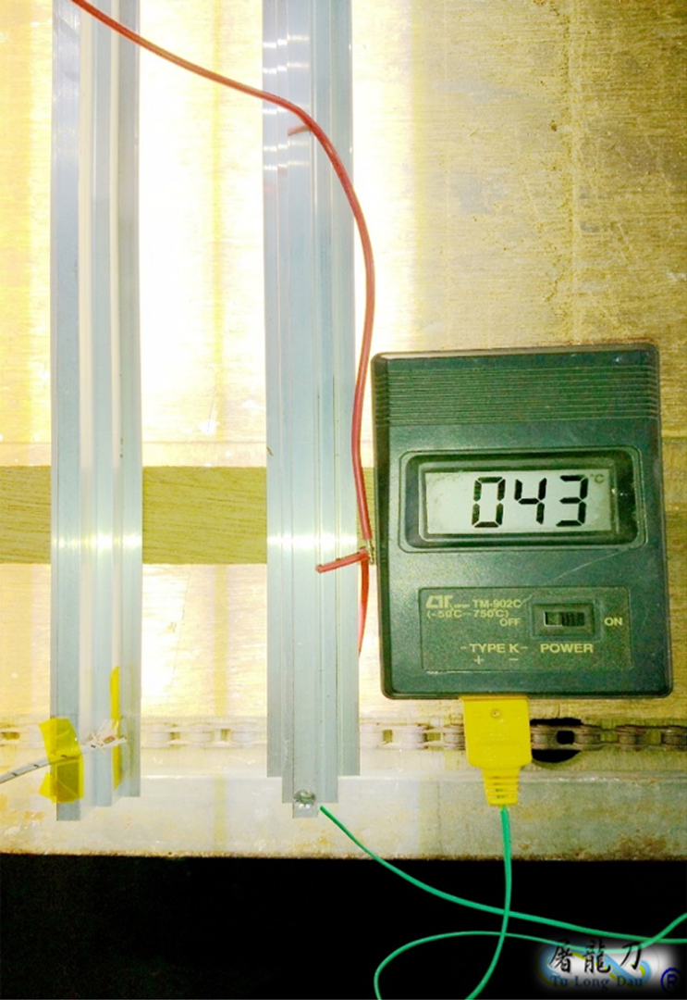 043 °C
TM-902C
(-50°C~750°C)
OFF ON
-TYPE K- POWER
+ -
屠龍刀
Tu Long Dau ®